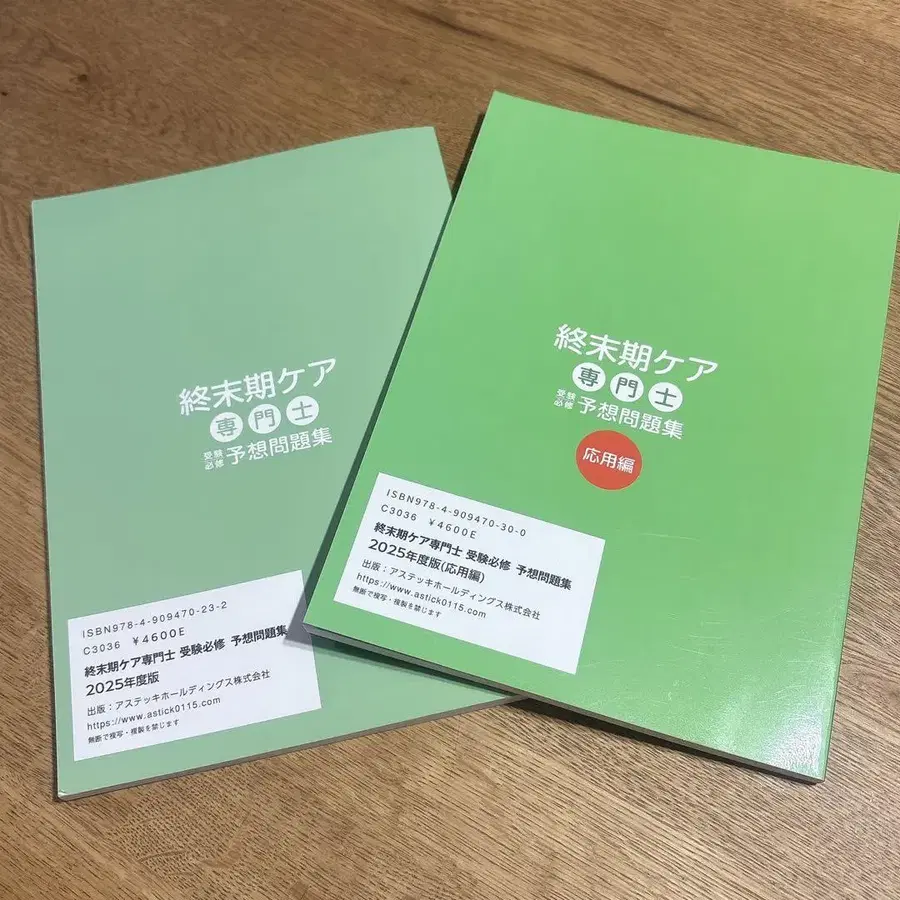 終末期ケア
専門士
受験
必修 予想問題集
ISBN978-4-909470-23-2
C3036 ¥4600E
終末期ケア専門士 受験必修 予想問題集
2025年度版
出版：アステッキホールディングス株式会社
https://www.astick0115.com
無断で複写・複製を禁じます
終末期ケア
専門士
受験
必修 予想問題集
応用編
ISBN978-4-909470-30-0
C3036 ¥4600E
終末期ケア専門士 受験必修 予想問題集
2025年度版(応用編)
出版：アステッキホールディングス株式会社
https://www.astick0115.com
無断で複写・複製を禁じます